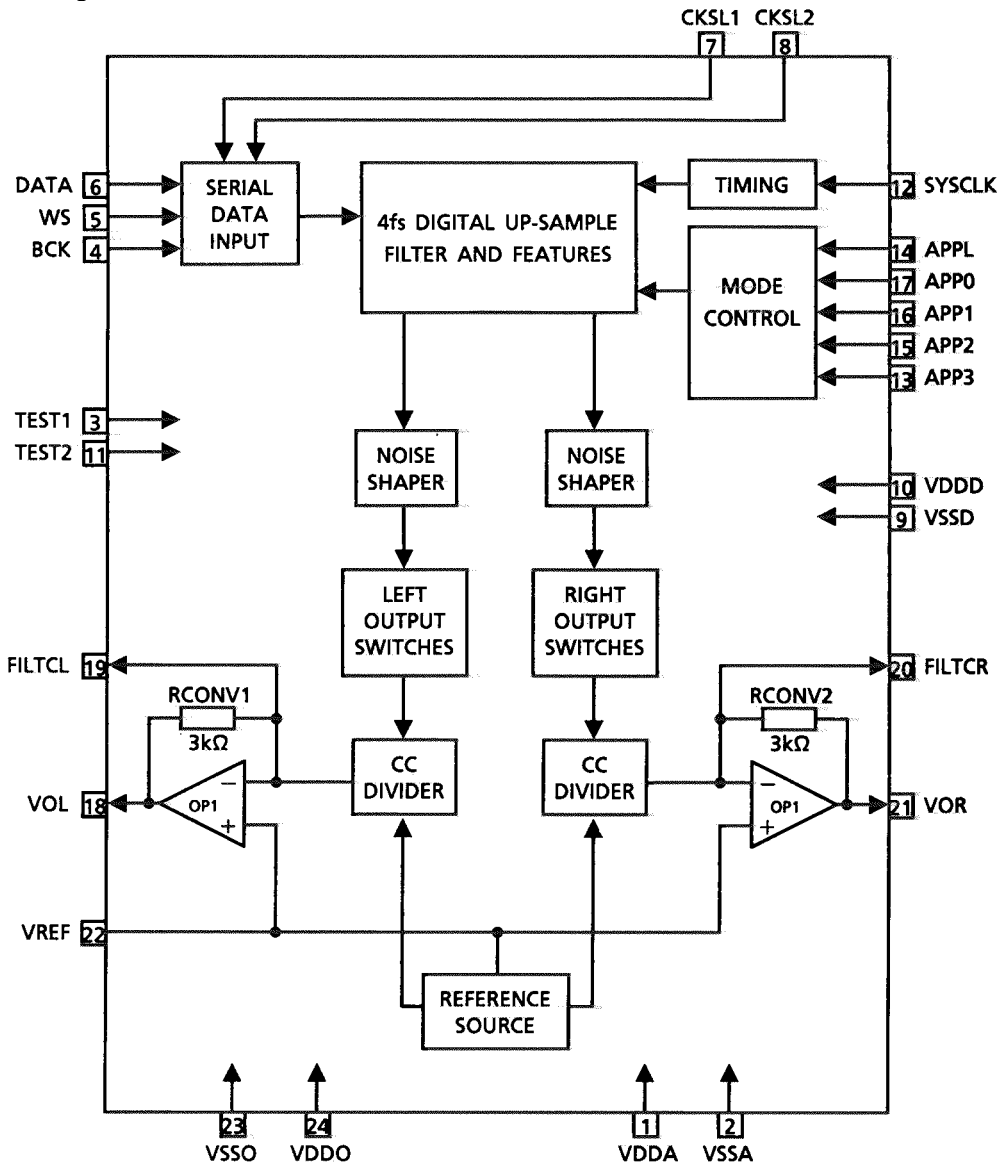 CKSL1 CKSL2
7 8
DATA 6
WS 5
BCK 4
SERIAL
DATA
INPUT
4fs DIGITAL UP-SAMPLE
FILTER AND FEATURES
TIMING
12 SYSCLK
MODE
CONTROL
14 APPL
17 APP0
16 APP1
15 APP2
13 APP3
TEST1 3
TEST2 11
NOISE
SHAPER
NOISE
SHAPER
10 VDDD
9 VSSD
LEFT
OUTPUT
SWITCHES
RIGHT
OUTPUT
SWITCHES
FILTCL 19
20 FILTCR
RCONV1
3kΩ
RCONV2
3kΩ
CC
DIVIDER
CC
DIVIDER
VOL 18
OP1
−
+
OP1
−
+
21 VOR
VREF 22
REFERENCE
SOURCE
23 24 1 2
VSSO VDDO VDDA VSSA